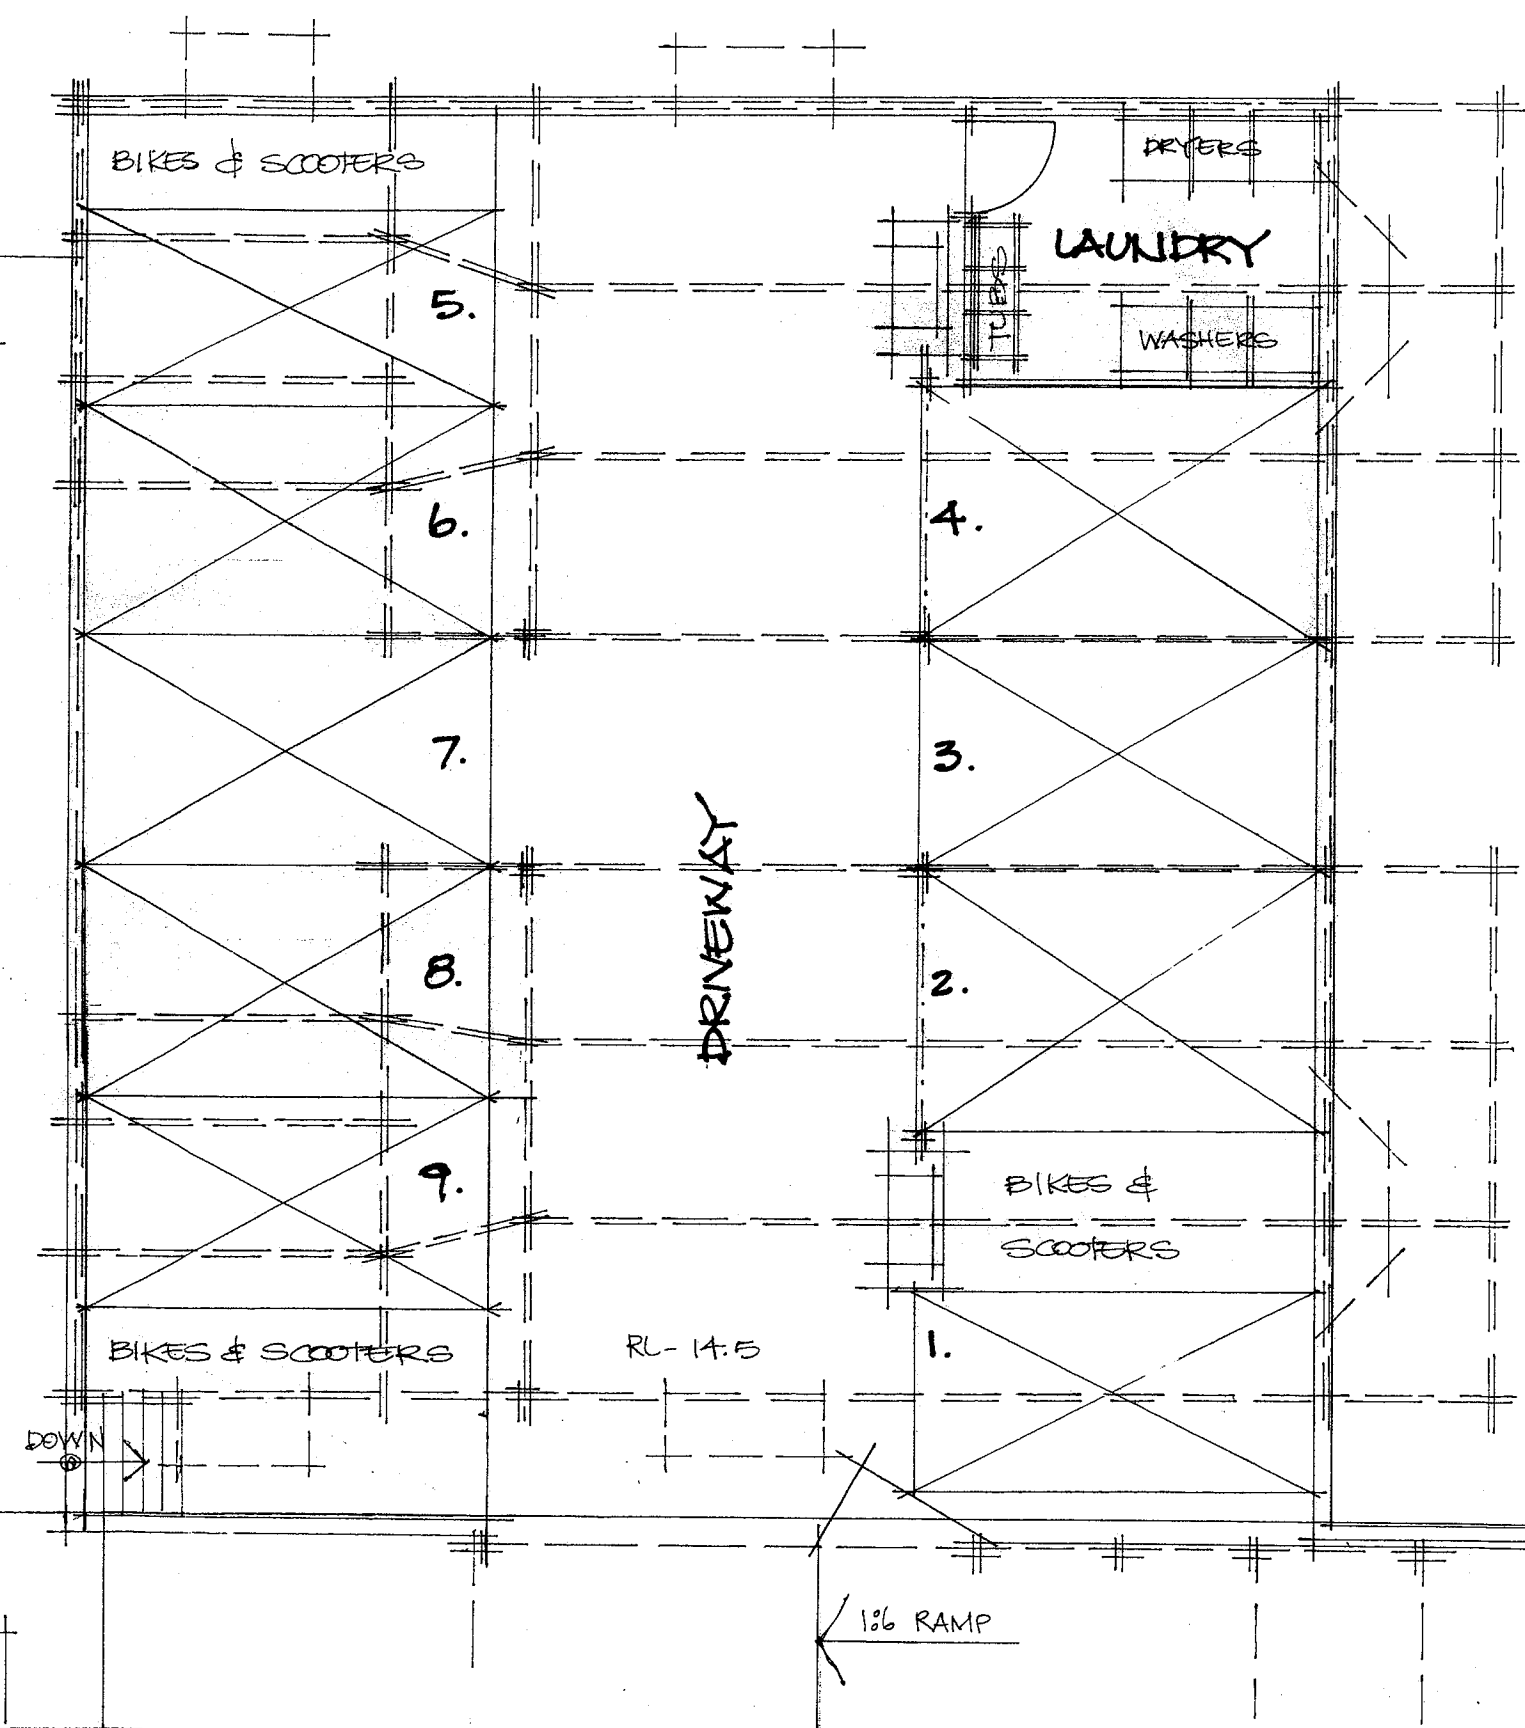 BIKES & SCOOTERS
DRYERS
LAUNDRY
TUBS
WASHERS
5.
6.
4.
7.
3.
DRIVEWAY
8.
2.
9.
BIKES &
SCOOTERS
BIKES & SCOOTERS
RL- 14.5
1.
DOWN
1:6 RAMP